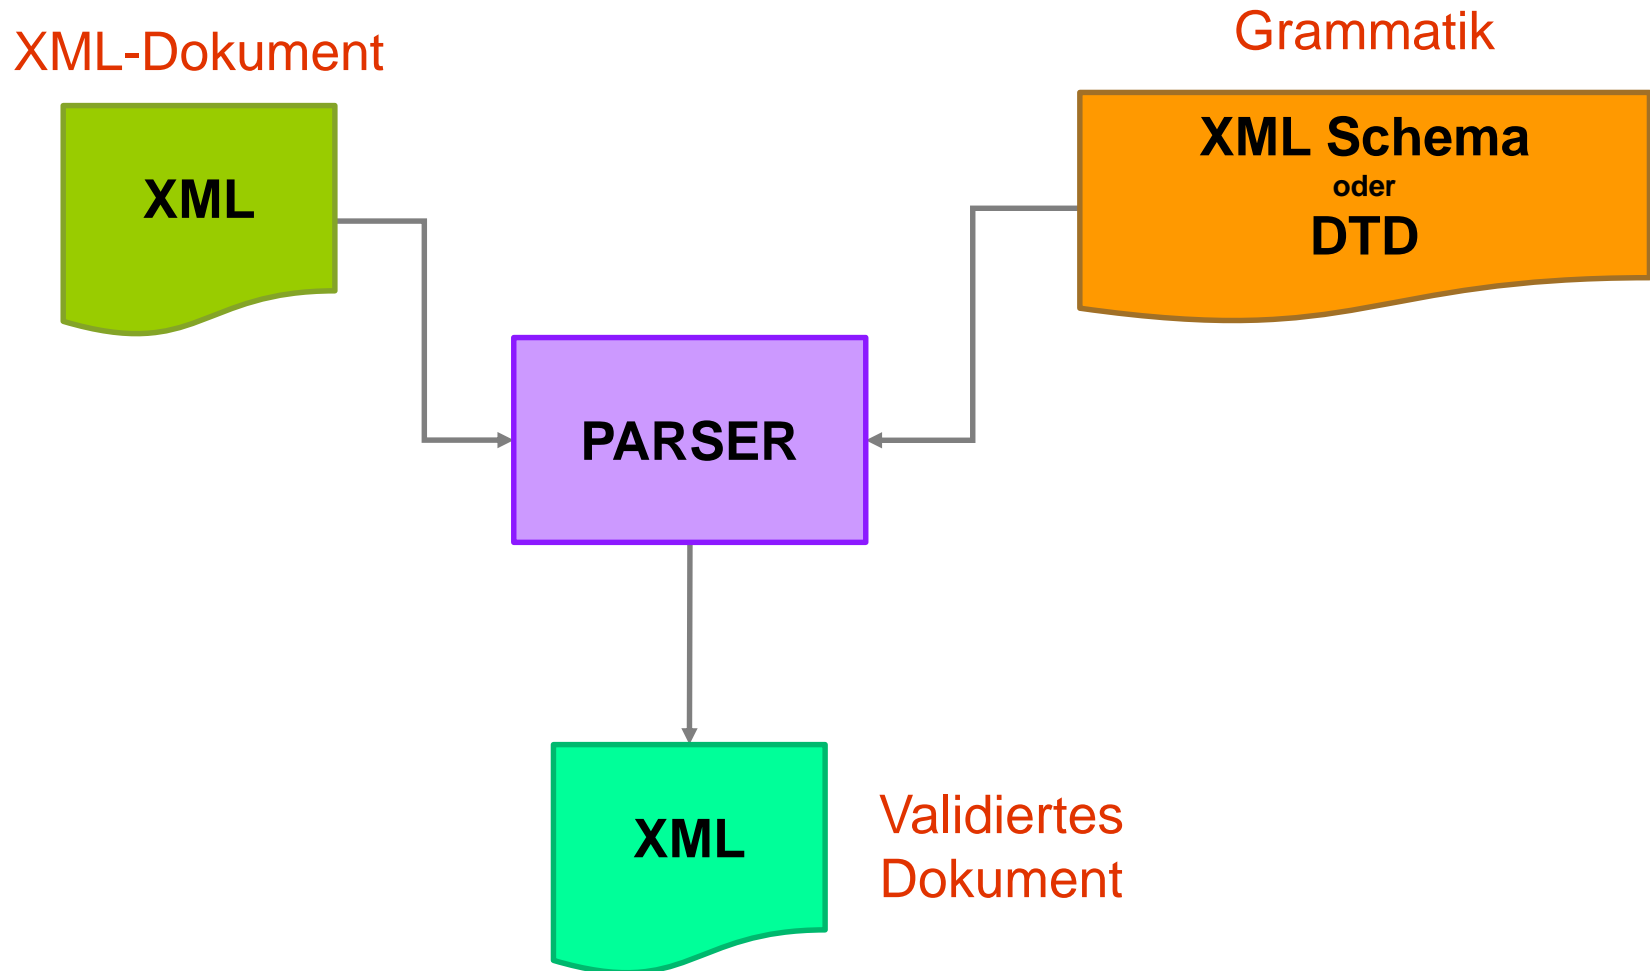 XML-Dokument
Grammatik
XML
XML Schema
oder
DTD
PARSER
XML
Validiertes
Dokument